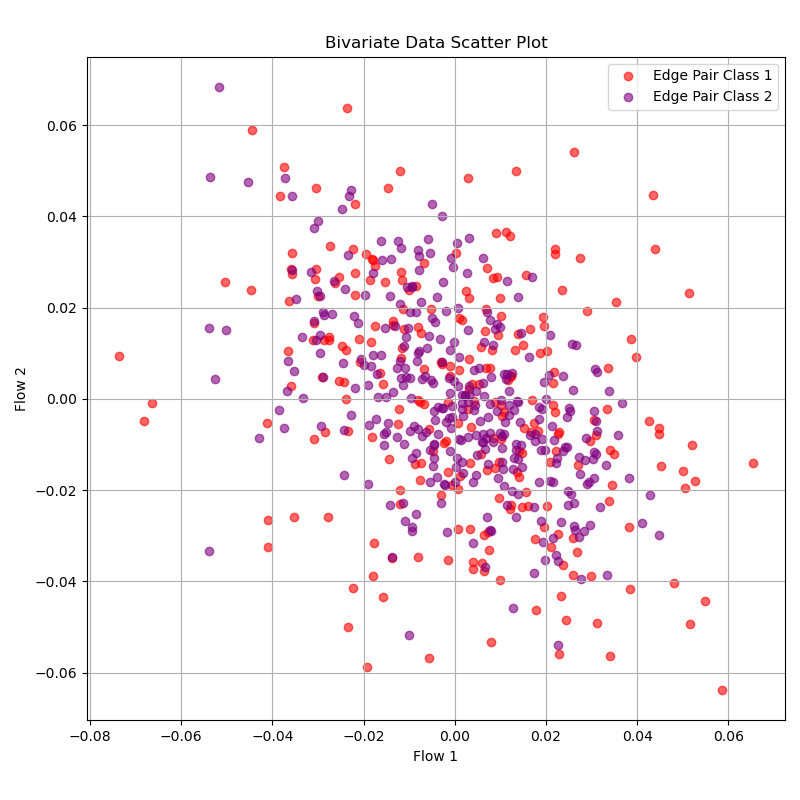 Bivariate Data Scatter Plot
Edge Pair Class 1
Edge Pair Class 2
0.06
0.04
0.02
0.00
−0.02
−0.04
−0.06
Flow 2
−0.08 −0.06 −0.04 −0.02 0.00 0.02 0.04 0.06
Flow 1